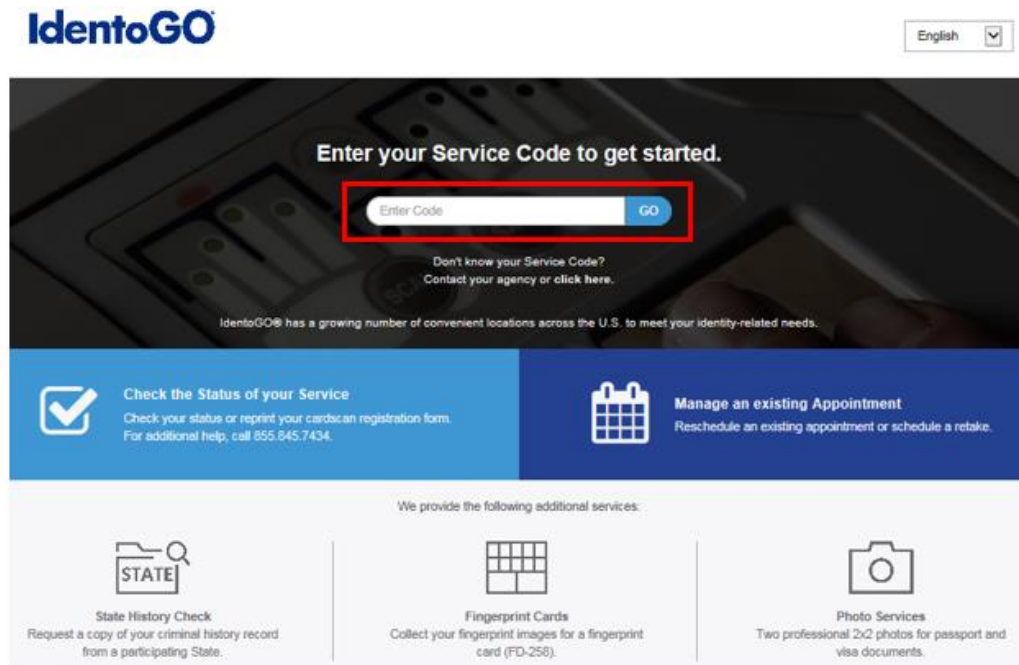 IdentoGO
English
Enter your Service Code to get started.
Enter Code
GO
Don't know your Service Code?
Contact your agency or click here.
IdentoGO® has a growing number of convenient locations across the U.S. to meet your identity-related needs.
Check the Status of your Service
Check your status or reprint your cardscan registration form.
For additional help, call 855.845.7434.
Manage an existing Appointment
Reschedule an existing appointment or schedule a retake.
We provide the following additional services:
STATE
State History Check
Request a copy of your criminal history record
from a participating State.
Fingerprint Cards
Collect your fingerprint images for a fingerprint
card (FD-258).
Photo Services
Two professional 2x2 photos for passport and
visa documents.